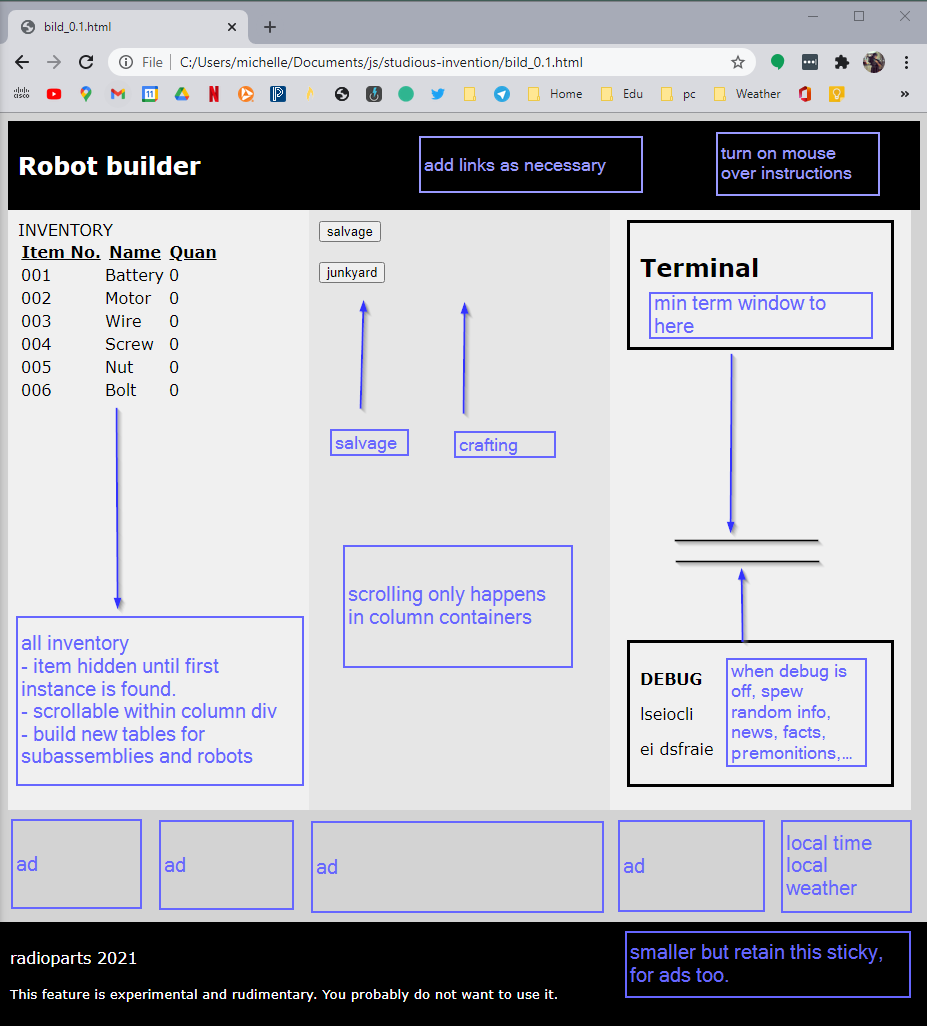 bild_0.1.html
File | C:/Users/michelle/Documents/js/studious-invention/bild_0.1.html
cisco
Home
Edu
pc
Weather
»
Robot builder
add links as necessary
turn on mouse
over instructions
INVENTORY
Item No. Name Quan
001 Battery 0
002 Motor 0
003 Wire 0
004 Screw 0
005 Nut 0
006 Bolt 0
all inventory
- item hidden until first
instance is found.
- scrollable within column div
- build new tables for
subassemblies and robots
salvage
junkyard
salvage
crafting
scrolling only happens
in column containers
Terminal
min term window to
here
DEBUG
lseiocli
ei dsfraie
when debug is
off, spew
random info,
news, facts,
premonitions,...
ad
ad
ad
ad
local time
local
weather
radioparts 2021
This feature is experimental and rudimentary. You probably do not want to use it.
smaller but retain this sticky,
for ads too.